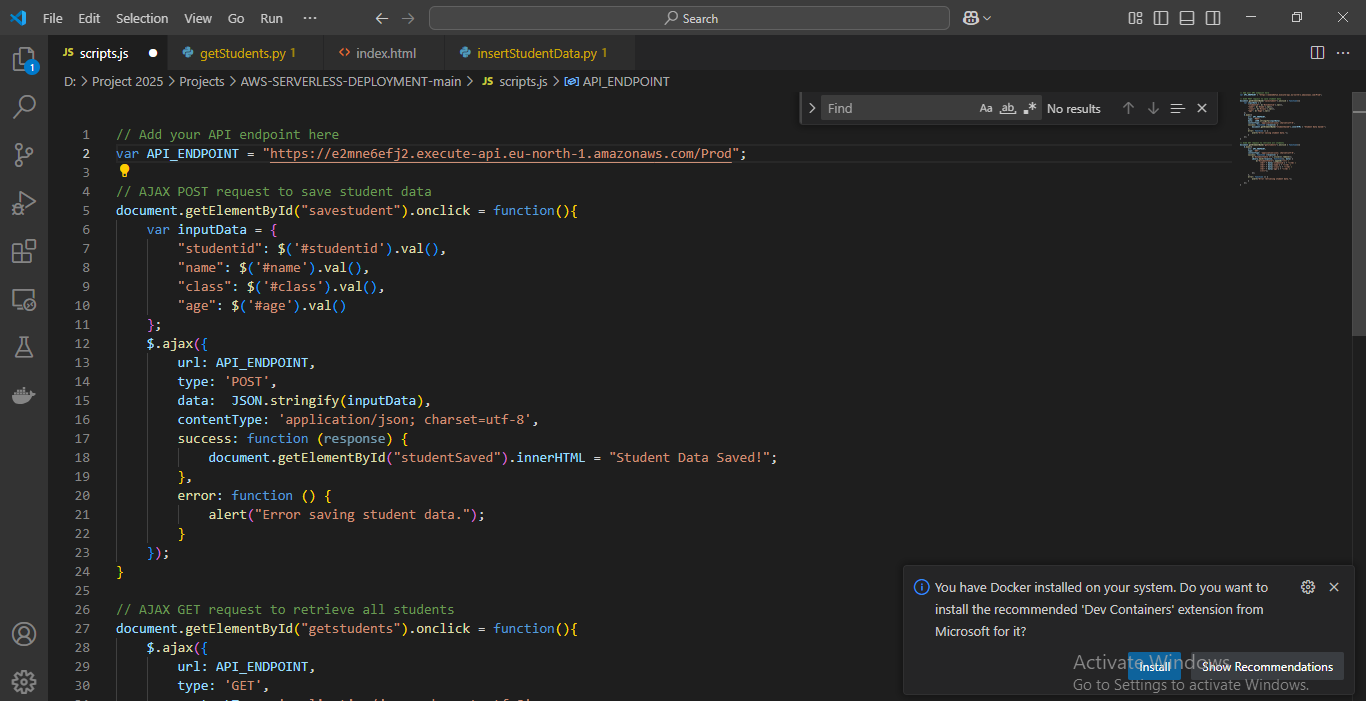 File Edit Selection View Go Run ··· Search
JS scripts.js ● getStudents.py 1 <> index.html insertStudentData.py 1
D: > Project 2025 > Projects > AWS-SERVERLESS-DEPLOYMENT-main > JS scripts.js > API_ENDPOINT
Find Aa ab .* No results
1
1 // Add your API endpoint here
2 var API_ENDPOINT = "https://e2mne6efj2.execute-api.eu-north-1.amazonaws.com/Prod";
3
4 // AJAX POST request to save student data
5 document.getElementById("savestudent").onclick = function(){
6     var inputData = {
7         "studentid": $('#studentid').val(),
8         "name": $('#name').val(),
9         "class": $('#class').val(),
10         "age": $('#age').val()
11     };
12     $.ajax({
13         url: API_ENDPOINT,
14         type: 'POST',
15         data:  JSON.stringify(inputData),
16         contentType: 'application/json; charset=utf-8',
17         success: function (response) {
18             document.getElementById("studentSaved").innerHTML = "Student Data Saved!";
19         },
20         error: function () {
21             alert("Error saving student data.");
22         }
23     });
24 }
25
26 // AJAX GET request to retrieve all students
27 document.getElementById("getstudents").onclick = function(){
28     $.ajax({
29         url: API_ENDPOINT,
30         type: 'GET',
You have Docker installed on your system. Do you want to
install the recommended 'Dev Containers' extension from
Microsoft for it?
Install Show Recommendations
Activate Windows
Go to Settings to activate Windows.